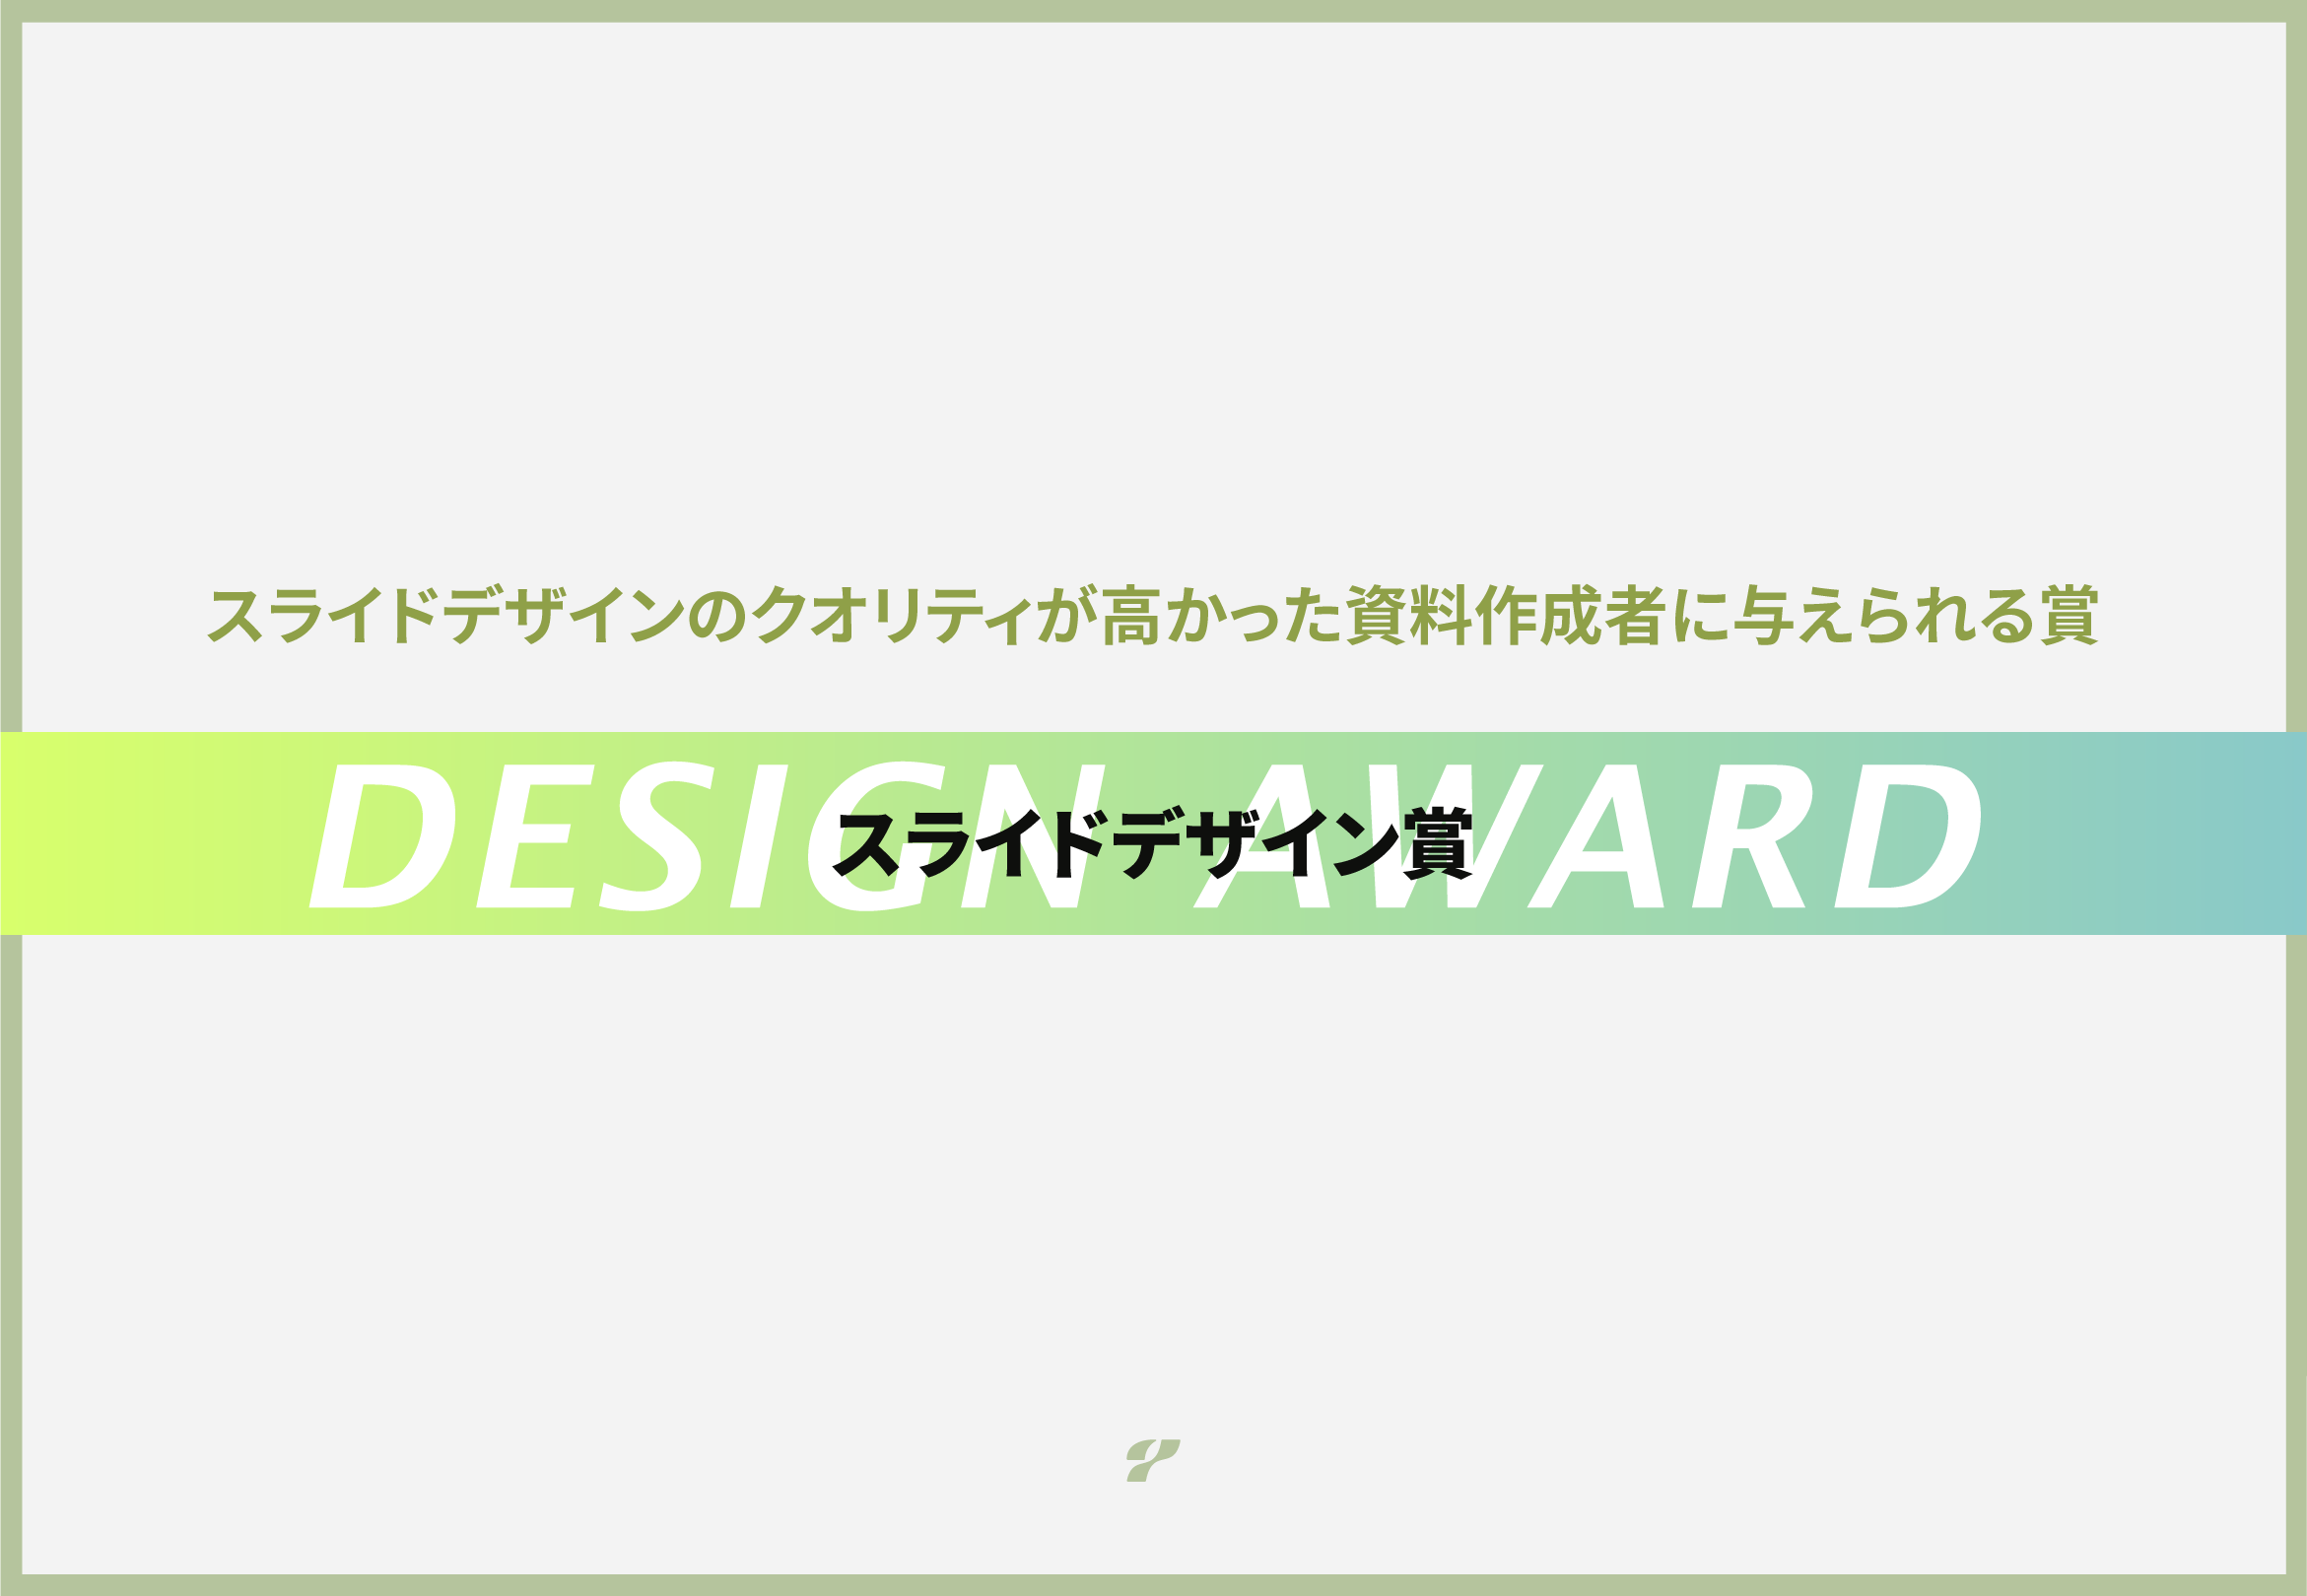 スライドデザインのクオリティが高かった資料作成者に与えられる賞
DESIGN AWARD
スライドデザイン賞